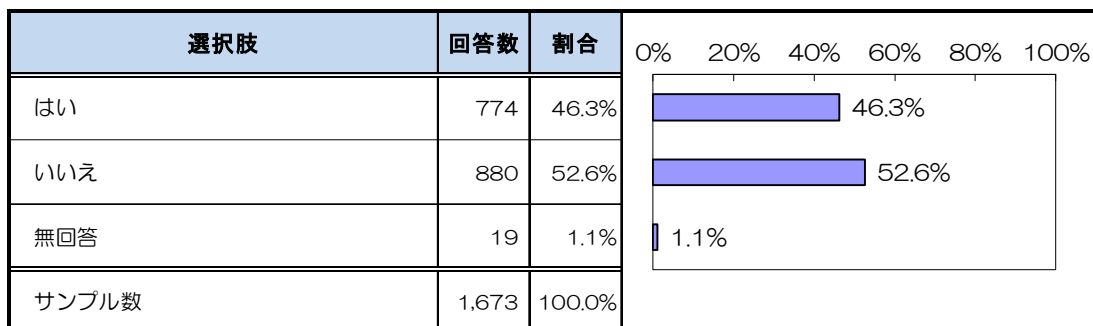 選択肢 回答数 割合
0% 20% 40% 60% 80% 100%
はい 774 46.3% 46.3%
いいえ 880 52.6% 52.6%
無回答 19 1.1% 1.1%
サンプル数 1,673 100.0%